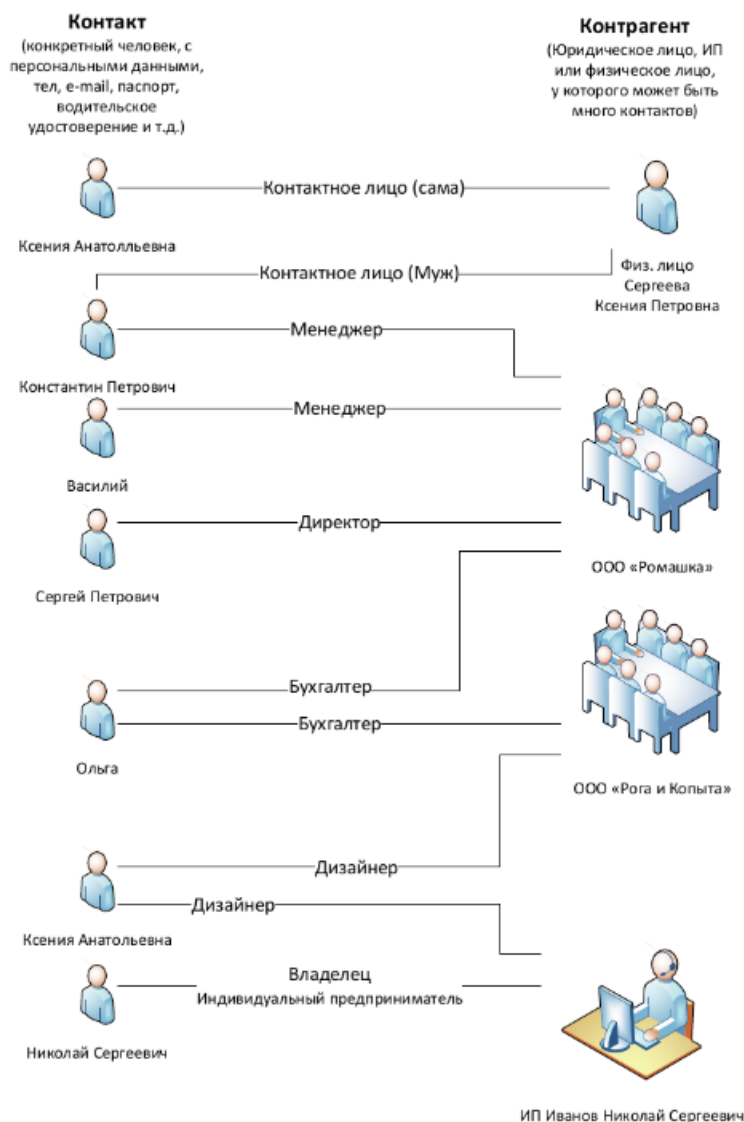 Контакт
(конкретный человек, с
персональными данными,
тел, e-mail, паспорт,
водительское
удостоверение и т.д.)
Контрагент
(Юридическое лицо, ИП
или физическое лицо,
у которого может быть
много контактов)
Контактное лицо (сама)
Ксения Анатолльевна
Контактное лицо (Муж)
Физ. лицо
Сергеева
Ксения Петровна
Менеджер
Константин Петрович
Менеджер
Василий
Директор
ООО «Ромашка»
Сергей Петрович
Бухгалтер
Бухгалтер
Ольга
ООО «Рога и Копыта»
Дизайнер
Дизайнер
Ксения Анатольевна
Владелец
Индивидуальный предприниматель
Николай Сергеевич
ИП Иванов Николай Сергеевич